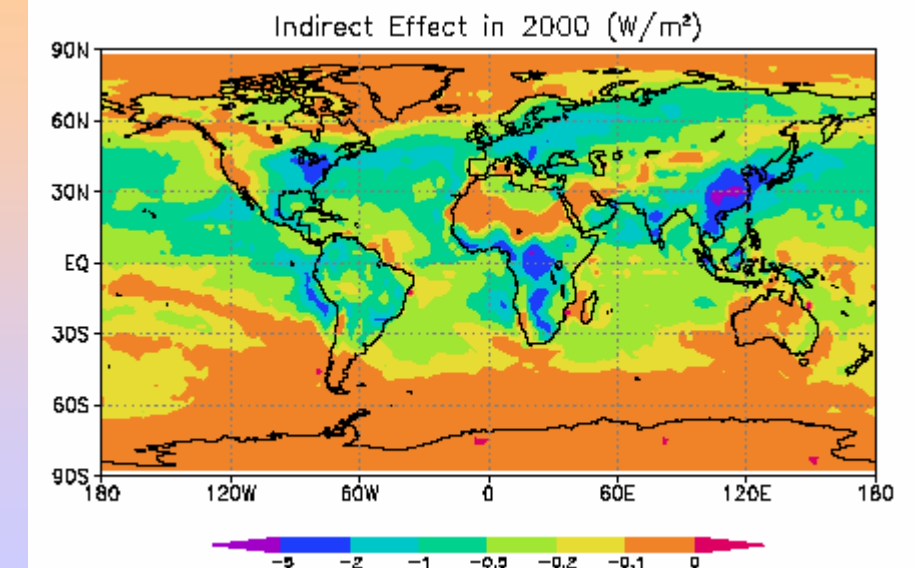 Indirect Effect in 2000 (W/m²)
90N
60N
30N
EQ
30S
60S
90S
180 120W 60W 0 60E 120E 180
-5 -2 -1 -0.5 -0.2 -0.1 0